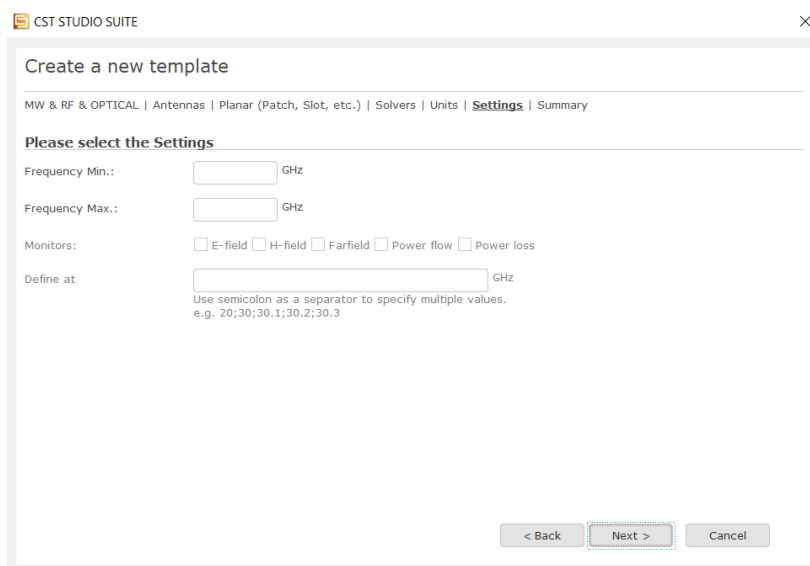 CST STUDIO SUITE
Create a new template
MW & RF & OPTICAL | Antennas | Planar (Patch, Slot, etc.) | Solvers | Units | Settings | Summary
Please select the Settings
Frequency Min.: GHz
Frequency Max.: GHz
Monitors: E-field H-field Farfield Power flow Power loss
Define at GHz
Use semicolon as a separator to specify multiple values.
e.g. 20;30;30.1;30.2;30.3
< Back Next > Cancel